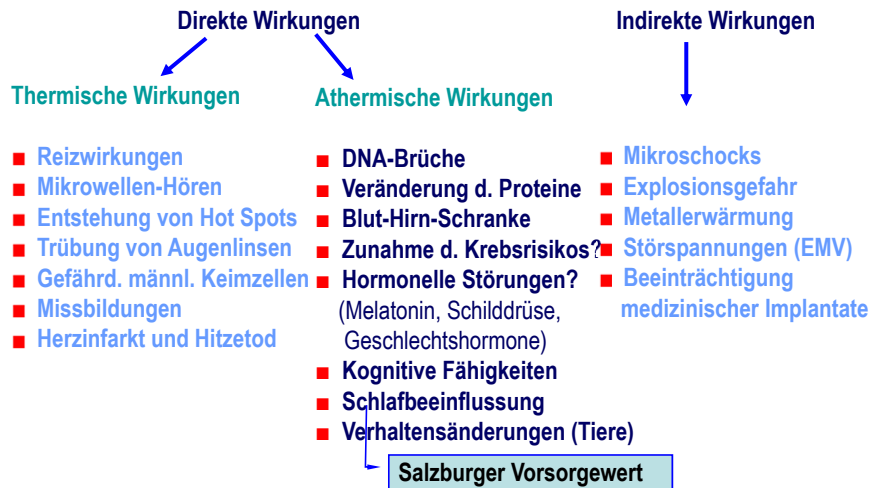 Direkte Wirkungen
Indirekte Wirkungen
Thermische Wirkungen
Reizwirkungen
Mikrowellen-Hören
Entstehung von Hot Spots
Trübung von Augenlinsen
Gefährd. männl. Keimzellen
Missbildungen
Herzinfarkt und Hitzetod
Athermische Wirkungen
DNA-Brüche
Veränderung d. Proteine
Blut-Hirn-Schranke
Zunahme d. Krebsrisikos?
Hormonelle Störungen?
(Melatonin, Schilddrüse,
Geschlechtshormone)
Kognitive Fähigkeiten
Schlafbeeinflussung
Verhaltensänderungen (Tiere)
Salzburger Vorsorgewert
Mikroschocks
Explosionsgefahr
Metallerwärmung
Störspannungen (EMV)
Beeinträchtigung
medizinischer Implantate